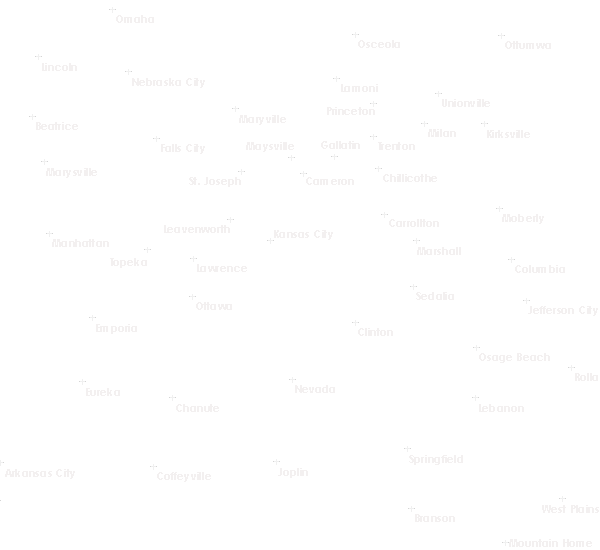 Omaha
Osceola
Ottumwa
Lincoln
Nebraska City
Lamoni
Unionville
Princeton
Maryville
Beatrice
Milan
Kirksville
Falls City
Maysville
Gallatin
Trenton
Marysville
St. Joseph
Cameron
Chillicothe
Moberly
Carrollton
Leavenworth
Kansas City
Manhattan
Marshall
Topeka
Lawrence
Columbia
Sedalia
Ottawa
Jefferson City
Emporia
Clinton
Osage Beach
Rolla
Eureka
Nevada
Chanute
Lebanon
Springfield
Arkansas City
Coffeyville
Joplin
West Plains
Branson
Mountain Home